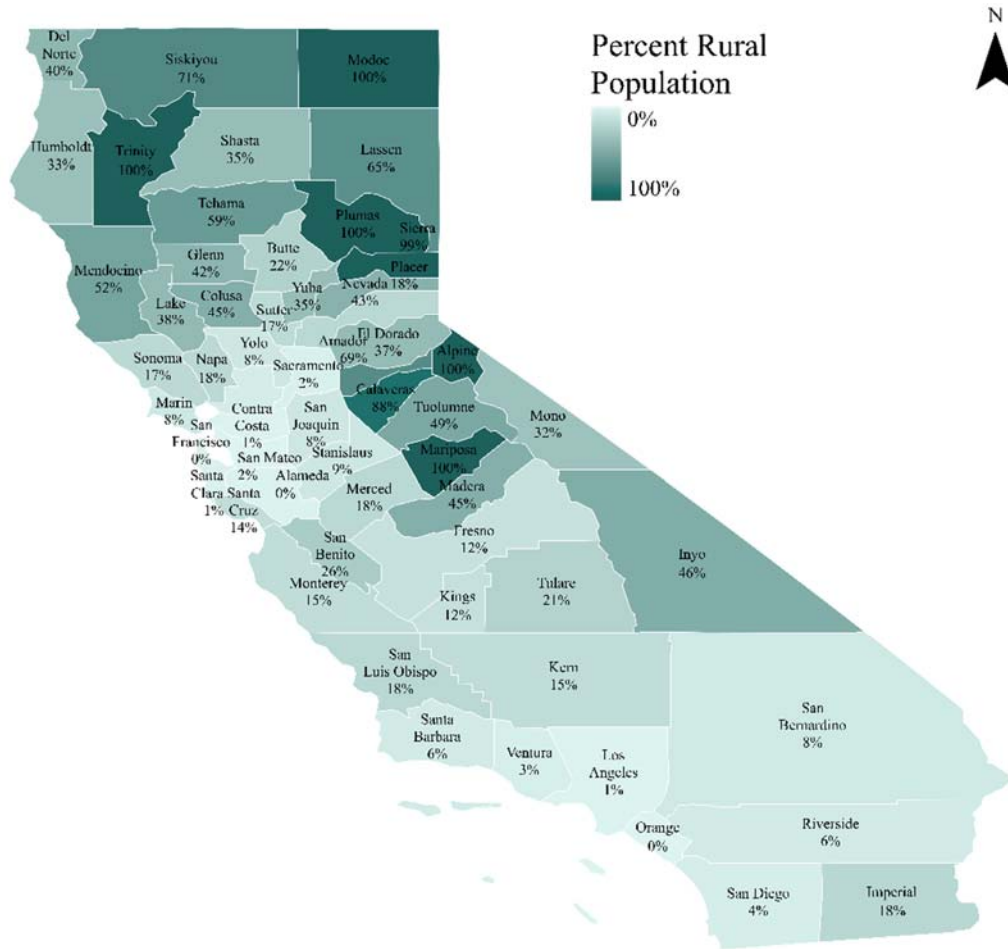 N
Percent Rural
Population
0%
100%
Del
Norte
40%
Siskiyou
71%
Modoc
100%
Humboldt
33%
Trinity
100%
Shasta
35%
Lassen
65%
Tehama
59%
Plumas
100%
Sierra
99%
Mendocino
52%
Glenn
42%
Butte
22%
Placer
18%
Lake
38%
Colusa
45%
Yuba
35%
Nevada
43%
Sutter
17%
Sonoma
17%
Napa
18%
Yolo
8%
Sacramento
2%
Amador
69%
El Dorado
37%
Alpine
100%
Marin
8%
Contra
Costa
1%
San
Joaquin
8%
Calaveras
88%
Tuolumne
49%
Mono
32%
San
Francisco
0%
San Mateo
2%
Alameda
0%
Stanislaus
9%
Mariposa
100%
Santa
Clara
1%
Santa
Cruz
14%
Merced
18%
Madera
45%
San
Benito
26%
Fresno
12%
Inyo
46%
Monterey
15%
Kings
12%
Tulare
21%
San
Luis Obispo
18%
Kern
15%
San
Bernardino
8%
Santa
Barbara
6%
Ventura
3%
Los
Angeles
1%
Orange
0%
Riverside
6%
San Diego
4%
Imperial
18%